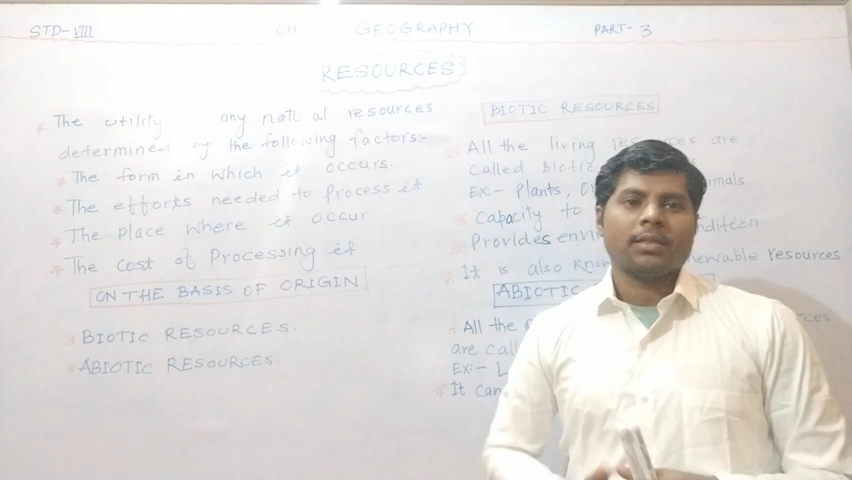 STD-VIII
CH-
GEOGRAPHY
PART-3
RESOURCES
* The utility any natural resources
determined by the following factors:-
* The form in which it occurs.
* The efforts needed to process it.
* The place where it occur.
* The cost of Processing it
ON THE BASIS OF ORIGIN
* BIOTIC RESOURCES.
* ABIOTIC RESOURCES.
BIOTIC RESOURCES
* All the living resources are
called Biotic
Ex:- Plants,
* Capacity to
* Provides
* It is also resources
ABIOTIC
* All the
are
Ex:-
* It can